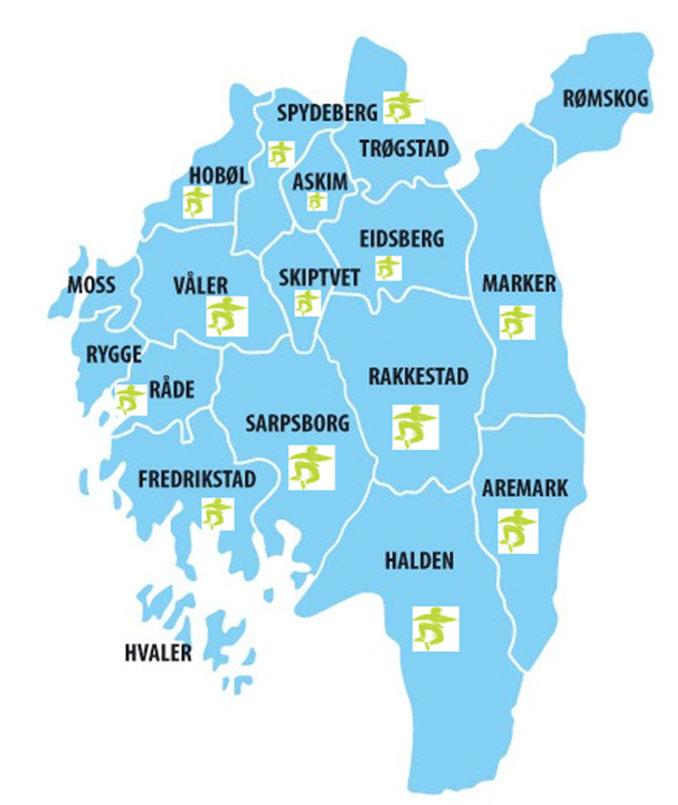 RØMSKOG
SPYDEBERG
TRØGSTAD
HOBØL
ASKIM
EIDSBERG
MOSS
VÅLER
SKIPTVET
MARKER
RYGGE
RÅDE
RAKKESTAD
SARPSBORG
FREDRIKSTAD
AREMARK
HALDEN
HVALER